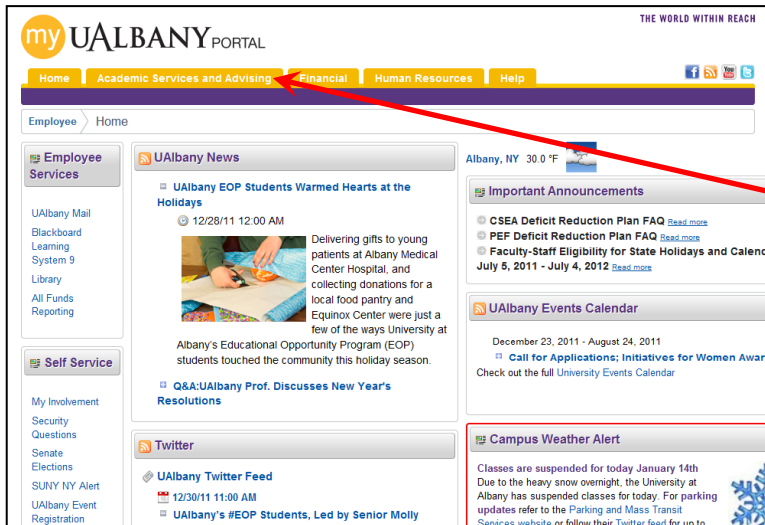 THE WORLD WITHIN REACH
my UALBANY PORTAL
Home Academic Services and Advising Financial Human Resources Help
Employee Home
Employee Services
UAlbany Mail
Blackboard
Learning
System 9
Library
All Funds
Reporting
Self Service
My Involvement
Security
Questions
Senate
Elections
SUNY NY Alert
UAlbany Event
Registration
UAlbany News
UAlbany EOP Students Warmed Hearts at the
Holidays
12/28/11 12:00 AM
Delivering gifts to young
patients at Albany Medical
Center Hospital, and
collecting donations for a
local food pantry and
Equinox Center were just a
few of the ways University at
Albany's Educational Opportunity Program (EOP)
students touched the community this holiday season.
Q&A:UAlbany Prof. Discusses New Year's
Resolutions
Twitter
UAlbany Twitter Feed
12/30/11 11:00 AM
UAlbany's #EOP Students, Led by Senior Molly
Albany, NY 30.0 °F
Important Announcements
CSEA Deficit Reduction Plan FAQ Read more
PEF Deficit Reduction Plan FAQ Read more
Faculty-Staff Eligibility for State Holidays and Calend
July 5, 2011 - July 4, 2012 Read more
UAlbany Events Calendar
December 23, 2011 - August 24, 2011
Call for Applications; Initiatives for Women Awar
Check out the full University Events Calendar
Campus Weather Alert
Classes are suspended for today January 14th
Due to the heavy snow overnight, the University at
Albany has suspended classes for today. For parking
updates refer to the Parking and Mass Transit
Services website or follow their Twitter feed for up to